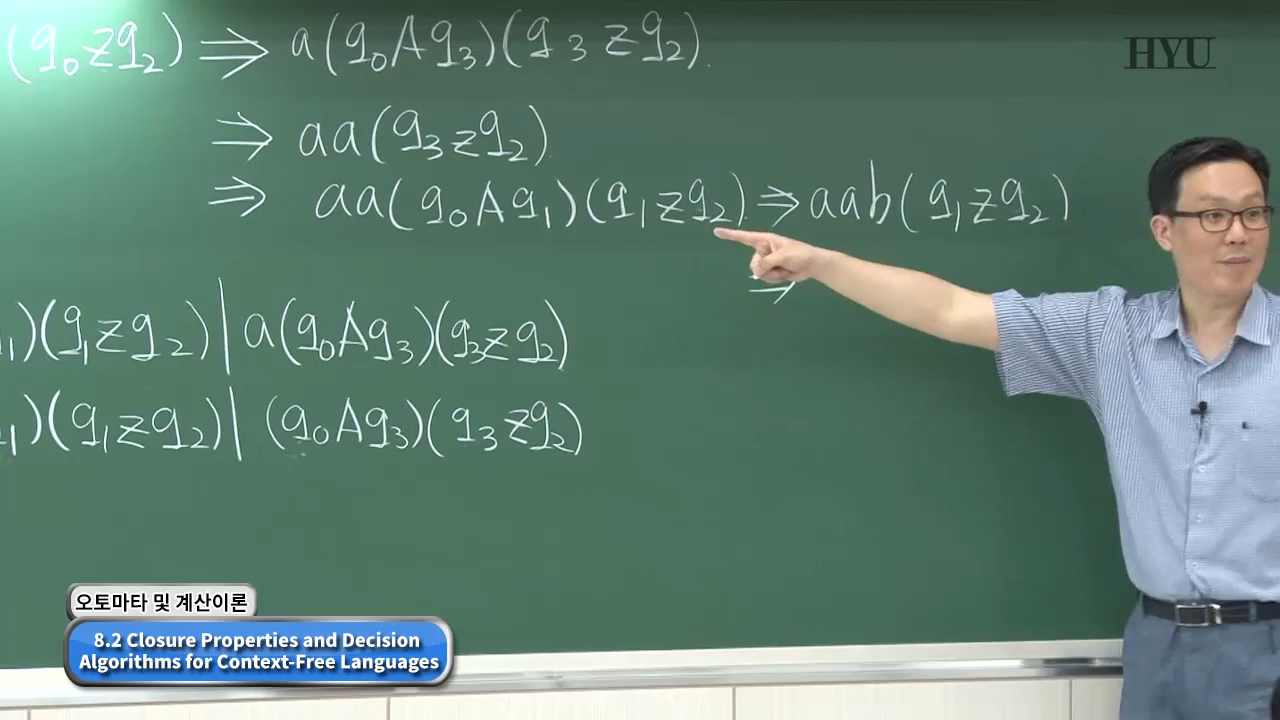 (q₀zq₂) ⇒ a(q₀Aq₃)(q₃zq₂).
HYU
⇒ aa(q₃zq₂)
⇒ aa(q₀Aq₁)(q₁zq₂) ⇒ aab(q₁zq₂)
⇒
₁)(q₁zq₂) | a(q₀Aq₃)(q₃zq₂)
₁)(q₁zq₂) | (q₀Aq₃)(q₃zq₂)
오토마타 및 계산이론
8.2 Closure Properties and Decision
Algorithms for Context-Free Languages